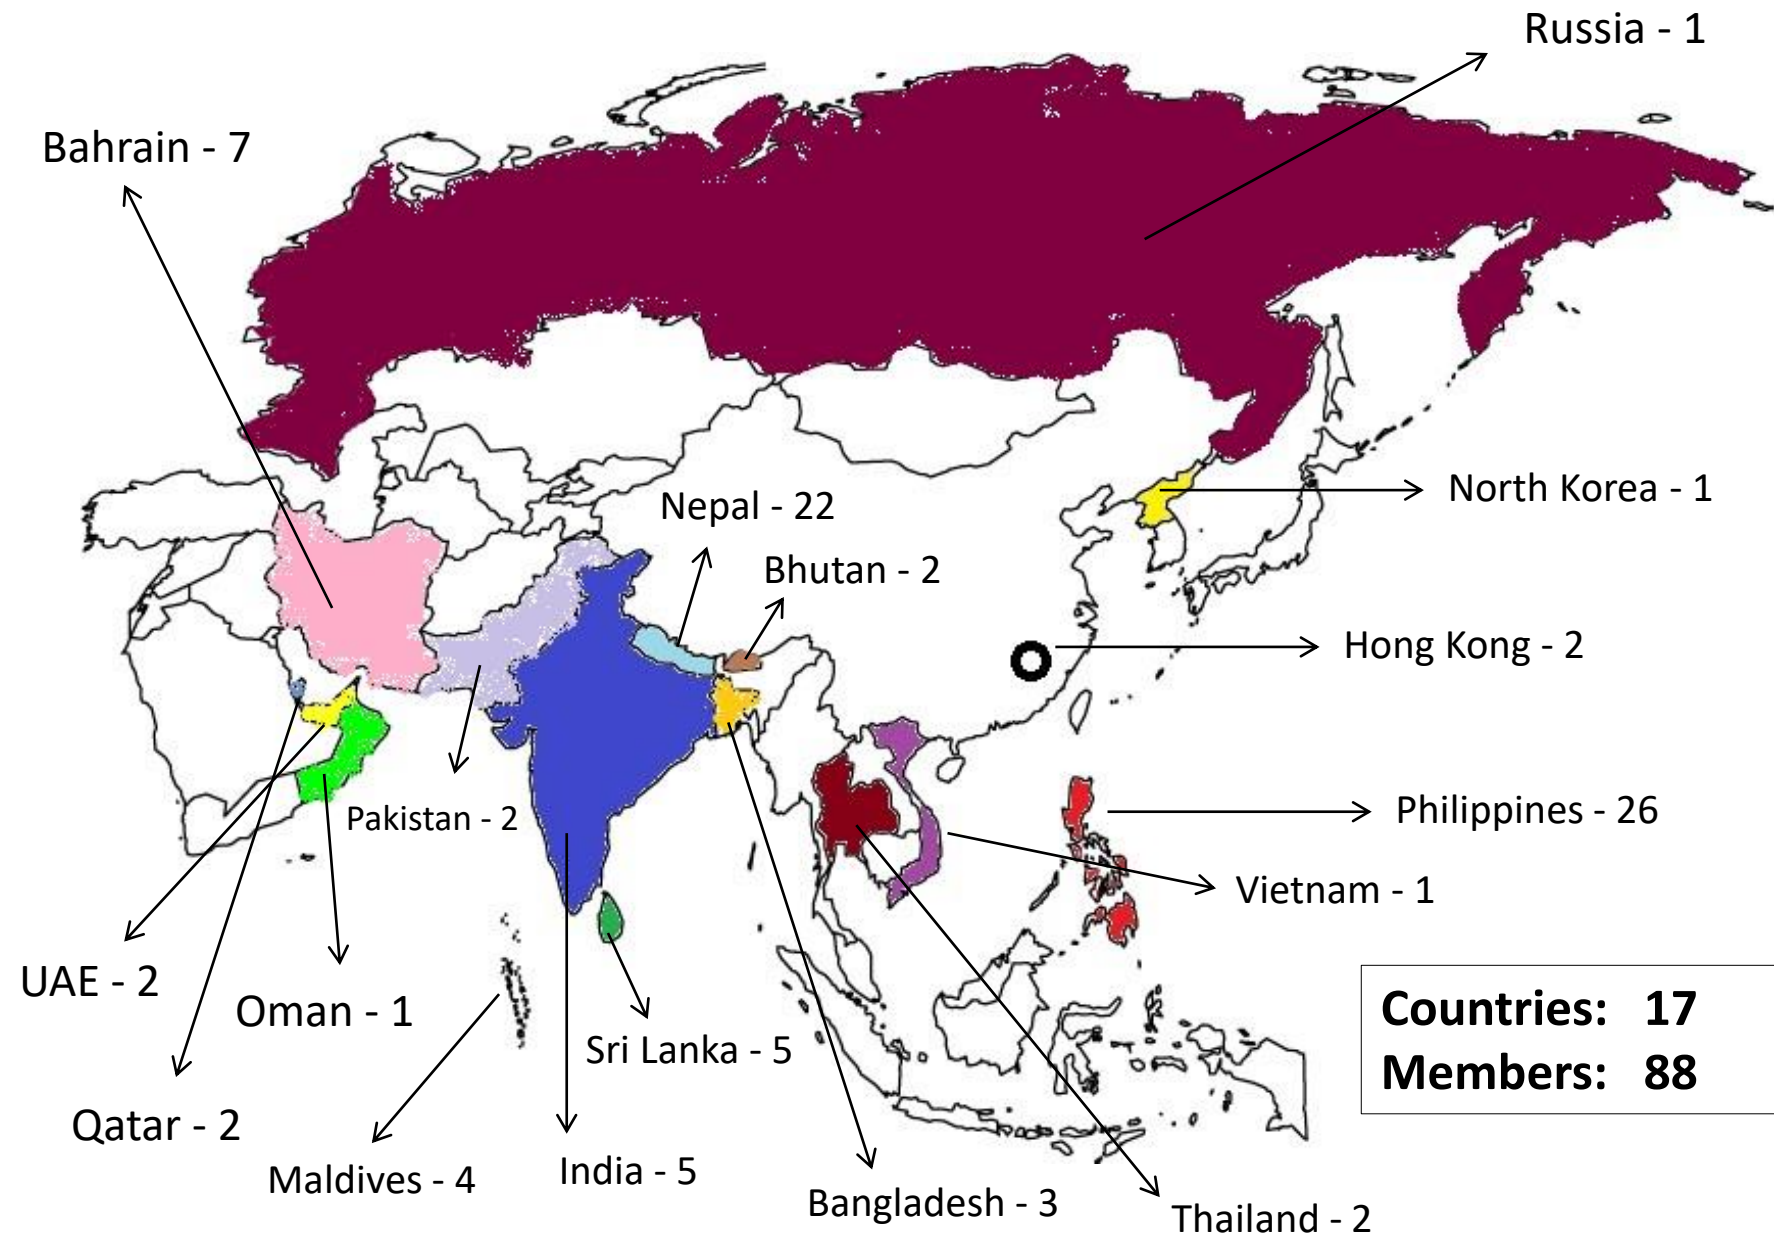 Russia - 1
Bahrain - 7
North Korea - 1
Nepal - 22
Bhutan - 2
Hong Kong - 2
Pakistan - 2
Philippines - 26
Vietnam - 1
UAE - 2
Oman - 1
Sri Lanka - 5
Countries: 17
Members: 88
Qatar - 2
Maldives - 4
India - 5
Bangladesh - 3
Thailand - 2